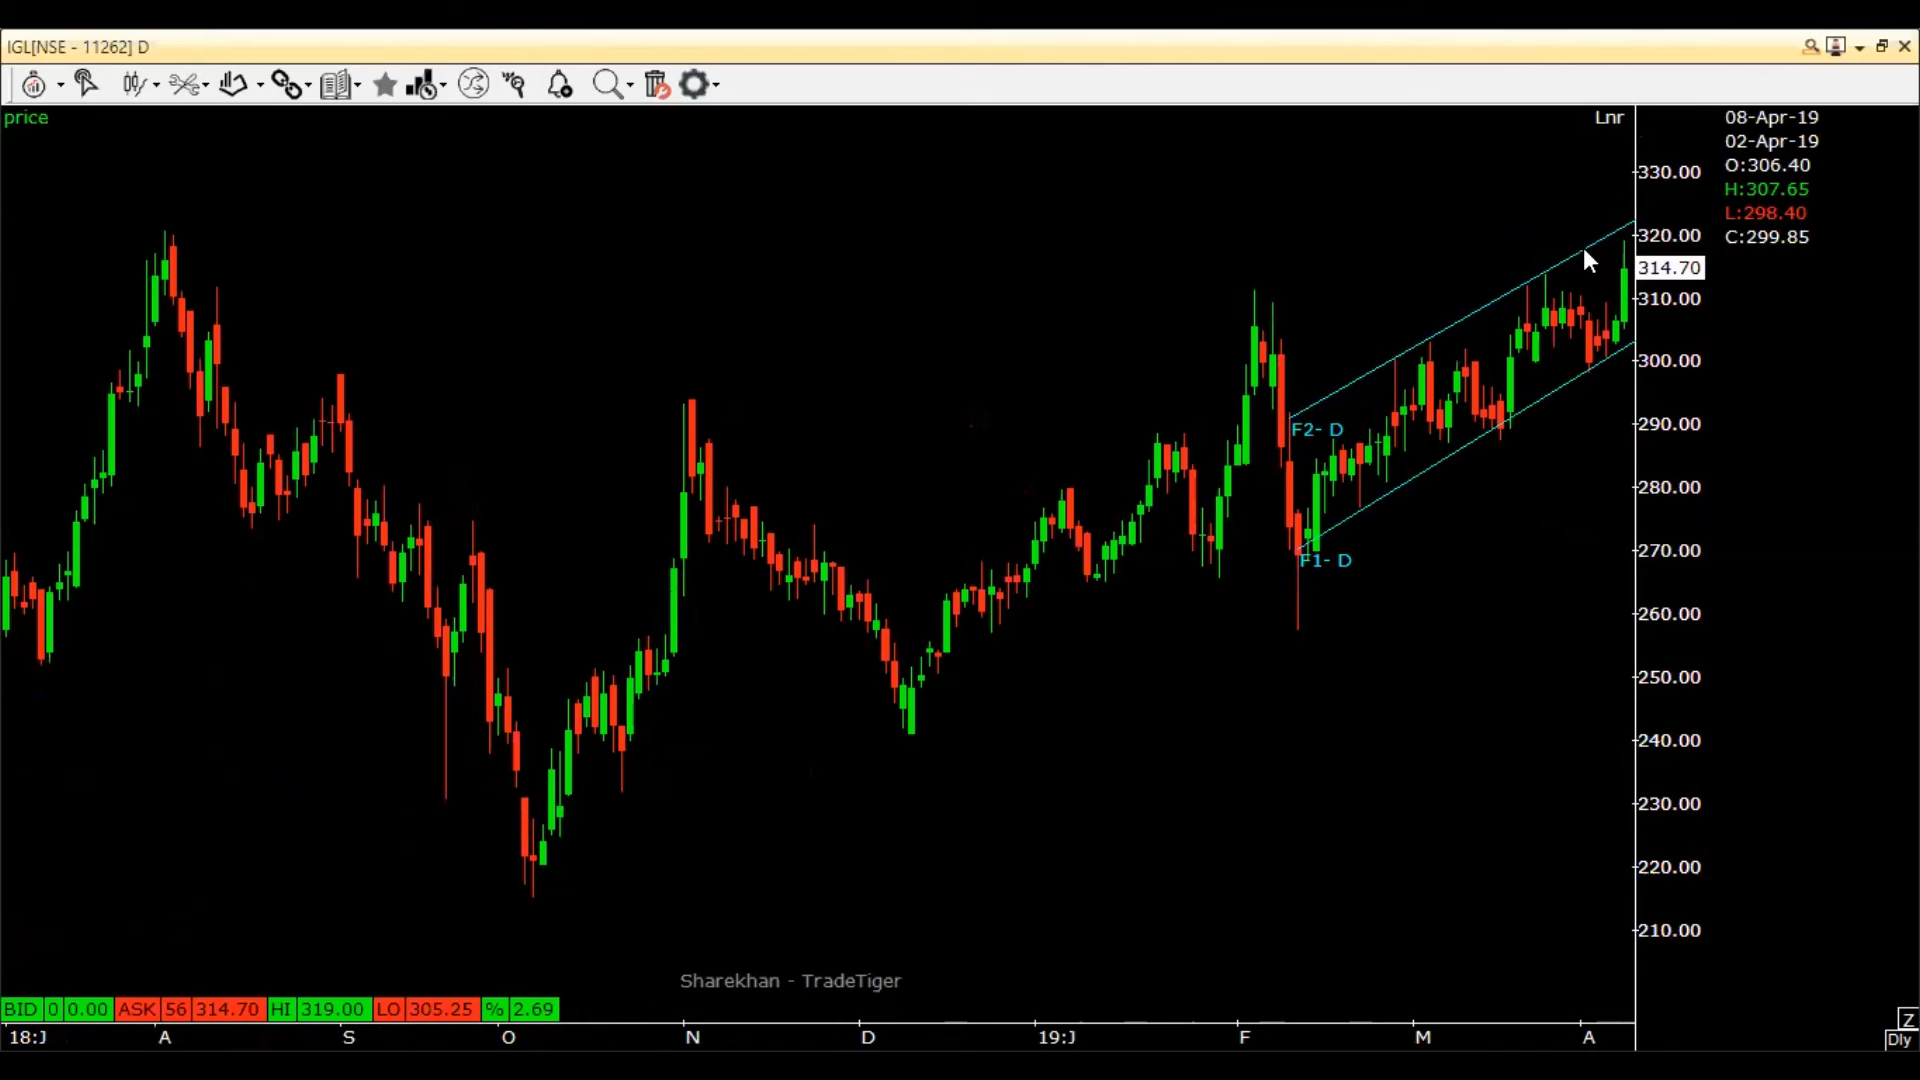 IGL[NSE - 11262] D
price
Lnr
08-Apr-19
02-Apr-19
O:306.40
H:307.65
L:298.40
C:299.85
330.00
320.00
314.70
310.00
300.00
290.00
280.00
270.00
260.00
250.00
240.00
230.00
220.00
210.00
F2- D
F1- D
Sharekhan - TradeTiger
BID 0 0.00 ASK 56 314.70 HI 319.00 LO 305.25 % 2.69
18:J A S O N D 19:J F M A
Z
Dly